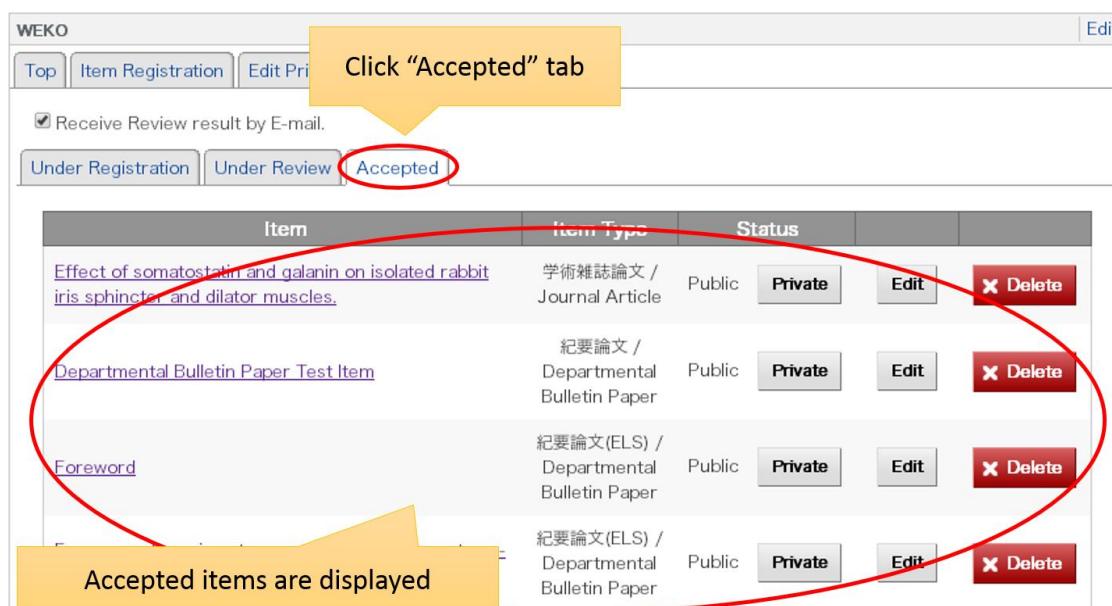 WEKO Edi
Top Item Registration Edit Pri
Click “Accepted” tab
Receive Review result by E-mail.
Under Registration Under Review Accepted
Item Item Type Status
Effect of somatostatin and galanin on isolated rabbit
iris sphincter and dilator muscles.
学術雑誌論文 /
Journal Article
Public Private Edit Delete
Departmental Bulletin Paper Test Item
紀要論文 /
Departmental
Bulletin Paper
Public Private Edit Delete
Foreword
紀要論文(ELS) /
Departmental
Bulletin Paper
Public Private Edit Delete
紀要論文(ELS) /
Departmental
Bulletin Paper
Public Private Edit Delete
Accepted items are displayed